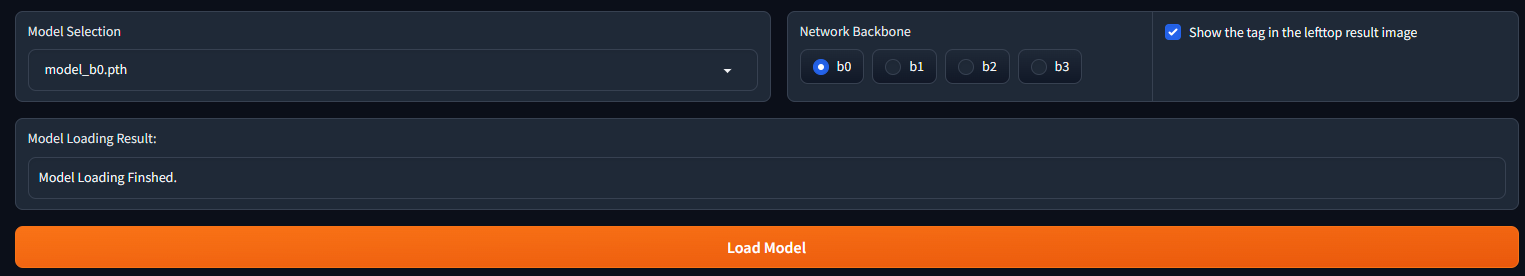 Model Selection
model_b0.pth
Network Backbone
b0 b1 b2 b3
Show the tag in the lefttop result image
Model Loading Result:
Model Loading Finshed.
Load Model